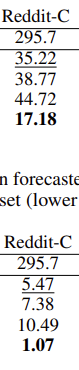 Reddit-C
295.7
35.22
38.77
44.72
17.18
n forecaste
set (lower
Reddit-C
295.7
5.47
7.38
10.49
1.07